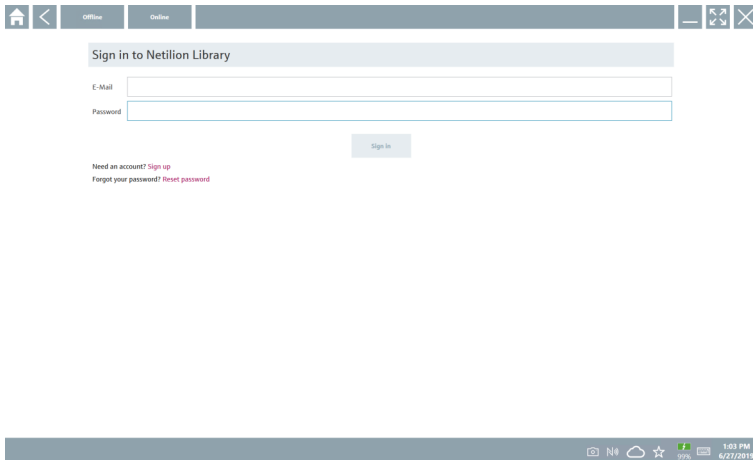 Offline Online
Sign in to Netilion Library
E-Mail
Password
Sign in
Need an account? Sign up
Forgot your password? Reset password
99%
1:03 PM
6/27/2019